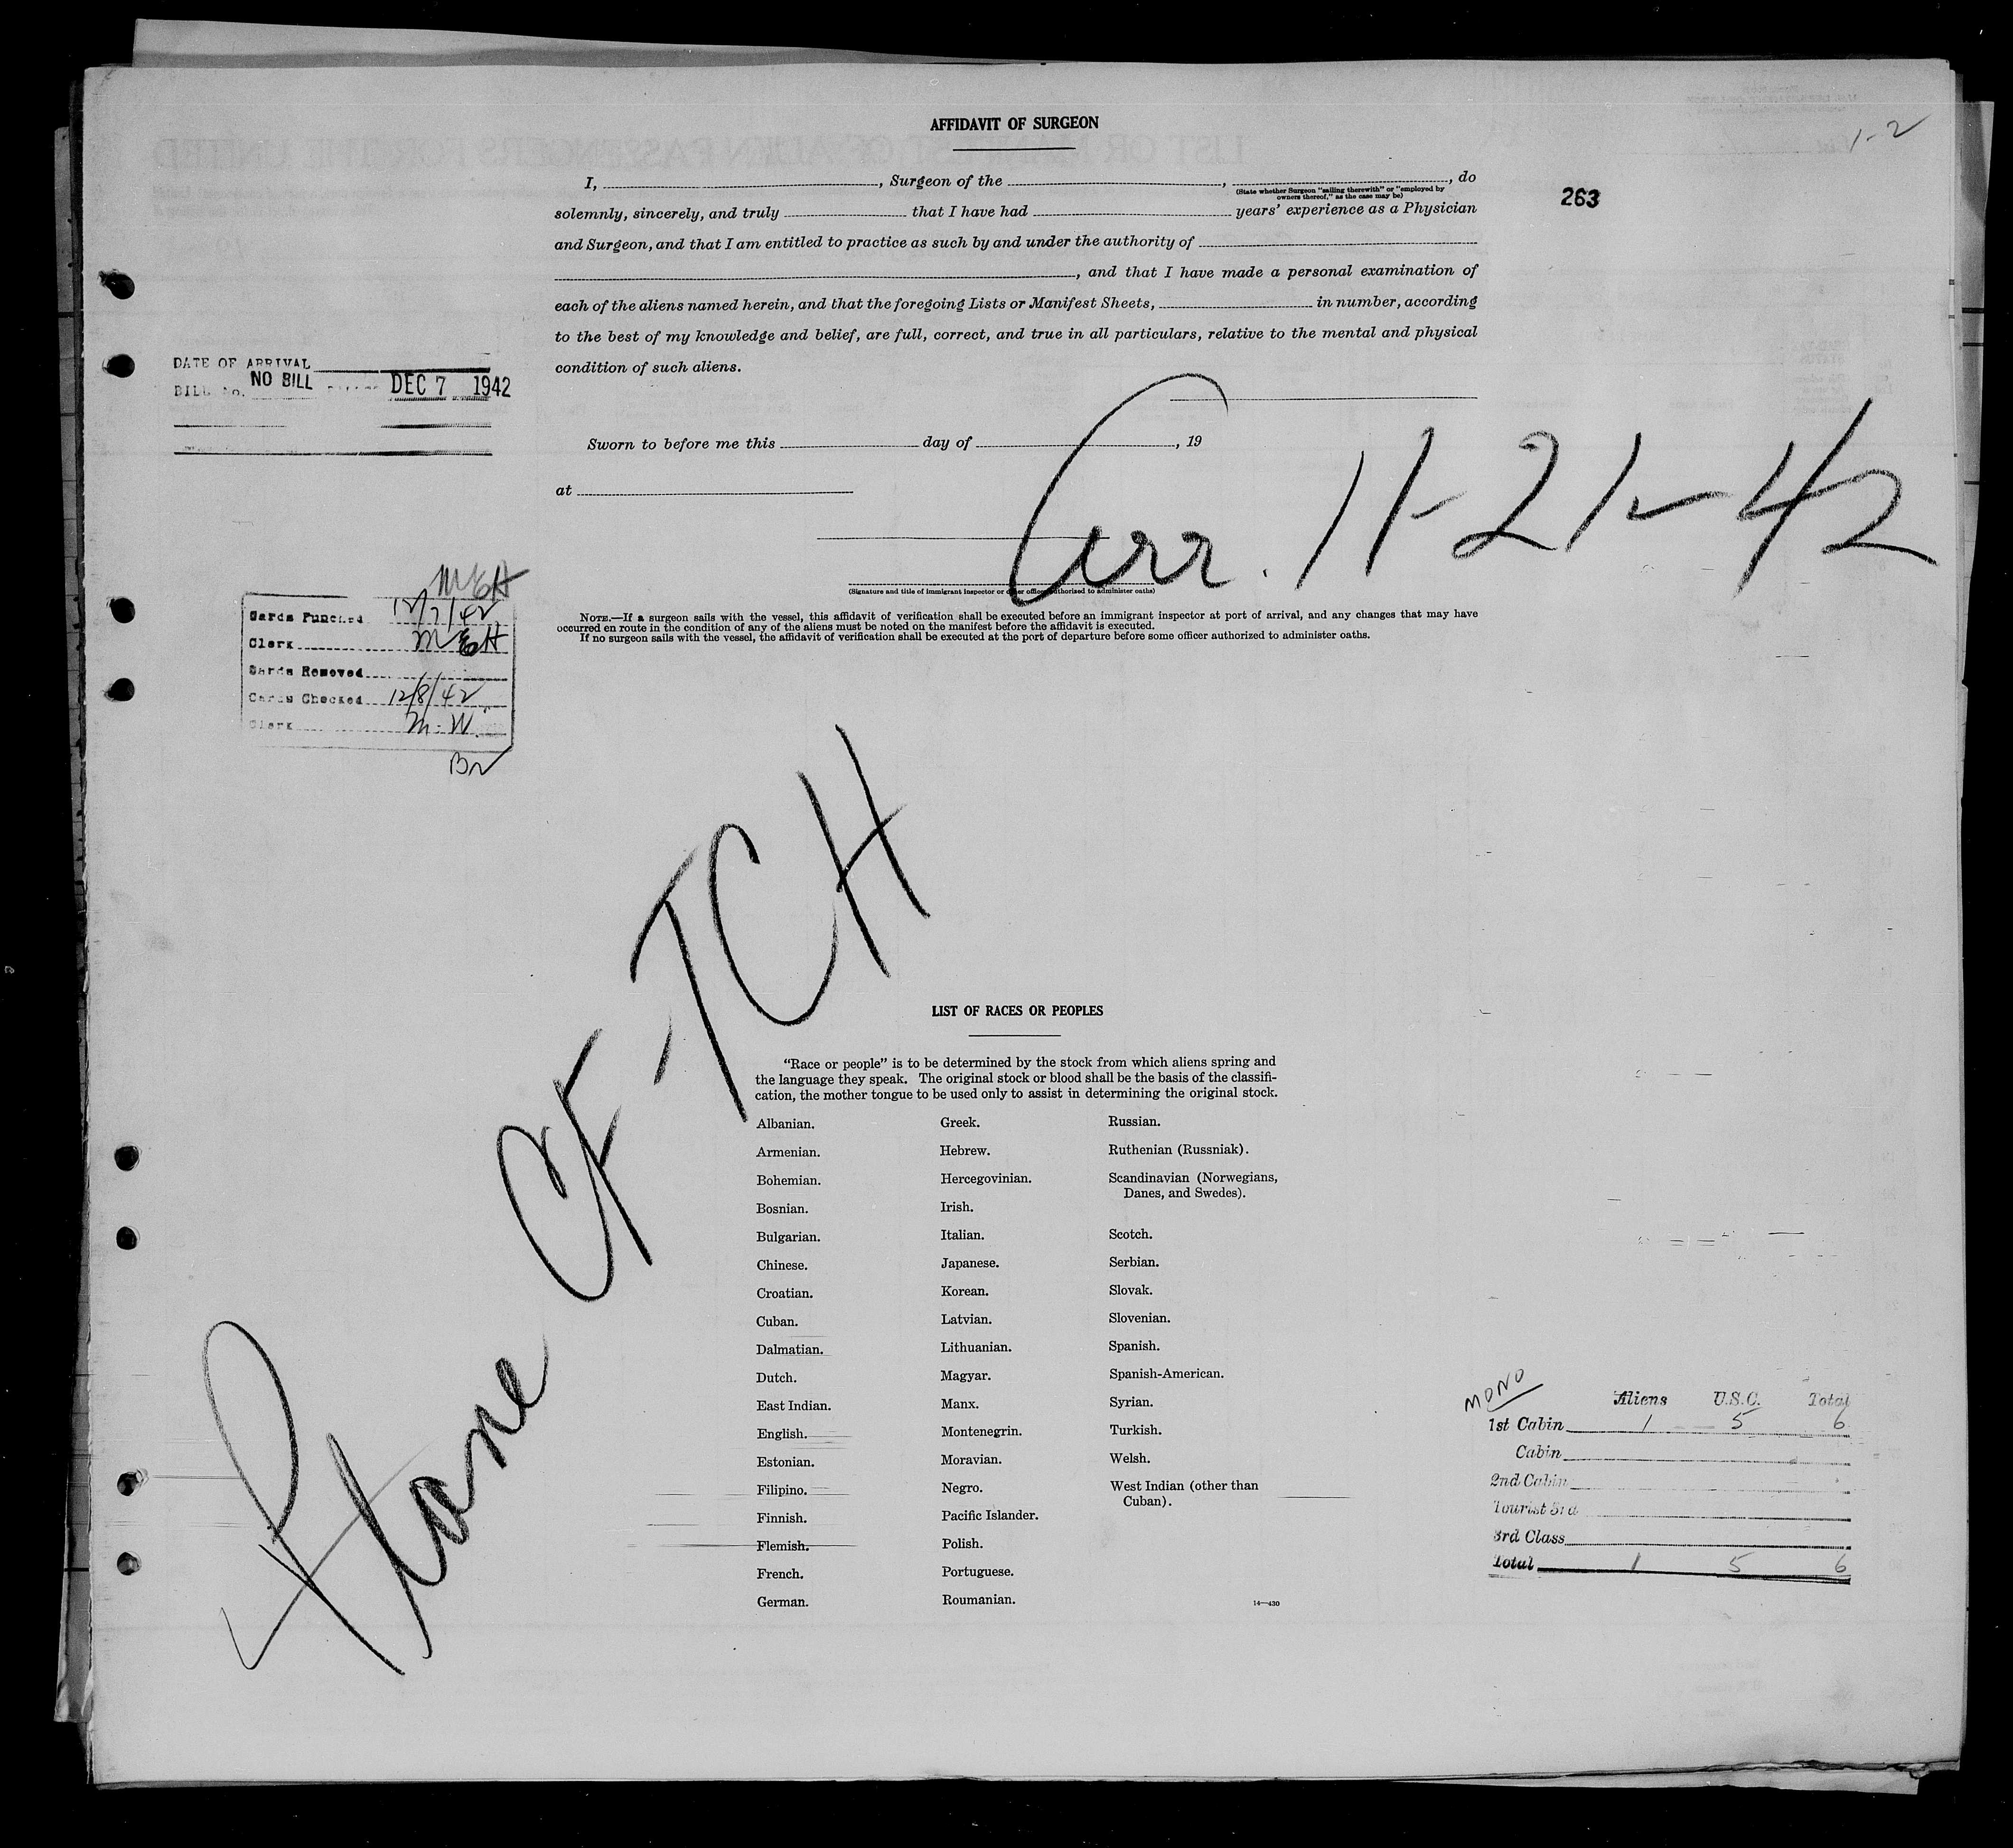 AFFIDAVIT OF SURGEON
1-2
263
I, , Surgeon of the , , do
(State whether Surgeon "sailing therewith" or "employed by
owners thereof," as the case may be)
solemnly, sincerely, and truly that I have had years' experience as a Physician
and Surgeon, and that I am entitled to practice as such by and under the authority of
, and that I have made a personal examination of
each of the aliens named herein, and that the foregoing Lists or Manifest Sheets, in number, according
to the best of my knowledge and belief, are full, correct, and true in all particulars, relative to the mental and physical
condition of such aliens.
DATE OF ARRIVAL
BILL No. NO BILL DEC 7 1942
Sworn to before me this day of , 19
at
Arr. 11-21-42
(Signature and title of immigrant inspector or other officer authorized to administer oaths)
NOTE.—If a surgeon sails with the vessel, this affidavit of verification shall be executed before an immigrant inspector at port of arrival, and any changes that may have
occurred en route in the condition of any of the aliens must be noted on the manifest before the affidavit is executed.
If no surgeon sails with the vessel, the affidavit of verification shall be executed at the port of departure before some officer authorized to administer oaths.
MEH
Cards Punched 12/7/42
Clerk MEH
Cards Removed
Cards Checked 12/8/42
Clerk M.W.
Plane CF-TCH
LIST OF RACES OR PEOPLES
"Race or people" is to be determined by the stock from which aliens spring and
the language they speak. The original stock or blood shall be the basis of the classifi-
cation, the mother tongue to be used only to assist in determining the original stock.
Albanian.
Armenian.
Bohemian.
Bosnian.
Bulgarian.
Chinese.
Croatian.
Cuban.
Dalmatian.
Dutch.
East Indian.
English.
Estonian.
Filipino.
Finnish.
Flemish.
French.
German.
Greek.
Hebrew.
Hercegovinian.
Irish.
Italian.
Japanese.
Korean.
Latvian.
Lithuanian.
Magyar.
Manx.
Montenegrin.
Moravian.
Negro.
Pacific Islander.
Polish.
Portuguese.
Roumanian.
Russian.
Ruthenian (Russniak).
Scandinavian (Norwegians,
Danes, and Swedes).
Scotch.
Serbian.
Slovak.
Slovenian.
Spanish.
Spanish-American.
Syrian.
Turkish.
Welsh.
West Indian (other than
Cuban).
14—430
MONO
Aliens U.S.C. Total
1st Cabin 1 5 6
Cabin
2nd Cabin
Tourist 3rd
3rd Class
Total 1 5 6